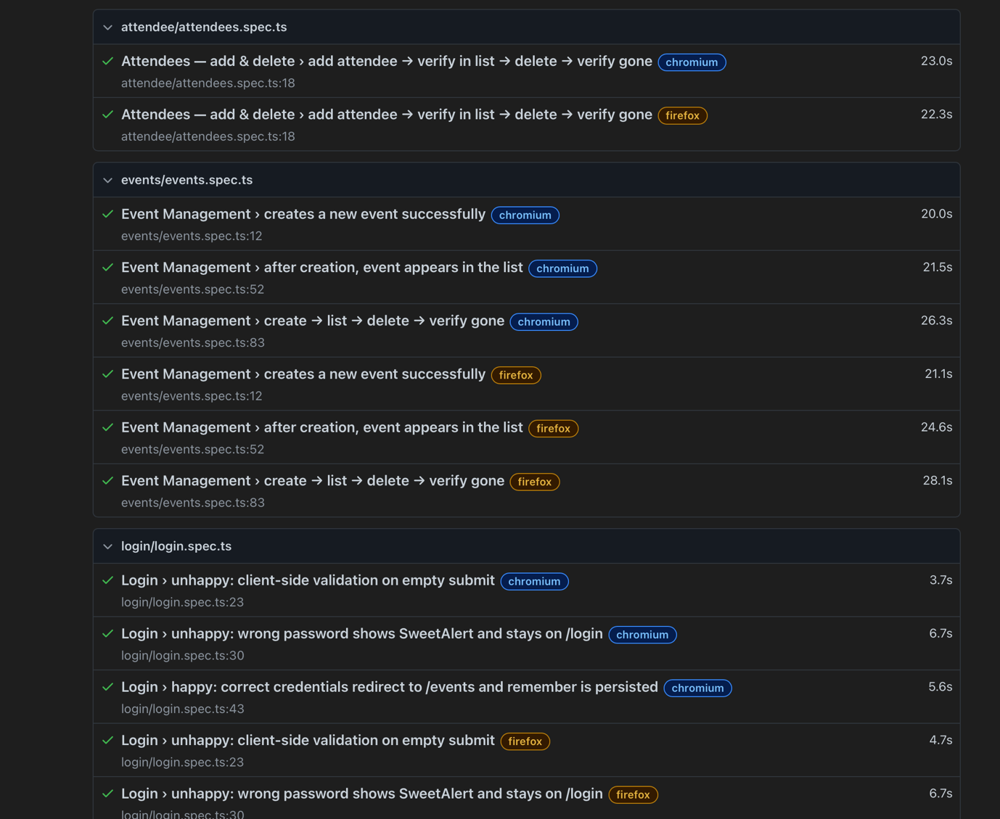 attendee/attendees.spec.ts
Attendees — add & delete › add attendee → verify in list → delete → verify gone chromium 23.0s
attendee/attendees.spec.ts:18
Attendees — add & delete › add attendee → verify in list → delete → verify gone firefox 22.3s
attendee/attendees.spec.ts:18
events/events.spec.ts
Event Management › creates a new event successfully chromium 20.0s
events/events.spec.ts:12
Event Management › after creation, event appears in the list chromium 21.5s
events/events.spec.ts:52
Event Management › create → list → delete → verify gone chromium 26.3s
events/events.spec.ts:83
Event Management › creates a new event successfully firefox 21.1s
events/events.spec.ts:12
Event Management › after creation, event appears in the list firefox 24.6s
events/events.spec.ts:52
Event Management › create → list → delete → verify gone firefox 28.1s
events/events.spec.ts:83
login/login.spec.ts
Login › unhappy: client-side validation on empty submit chromium 3.7s
login/login.spec.ts:23
Login › unhappy: wrong password shows SweetAlert and stays on /login chromium 6.7s
login/login.spec.ts:30
Login › happy: correct credentials redirect to /events and remember is persisted chromium 5.6s
login/login.spec.ts:43
Login › unhappy: client-side validation on empty submit firefox 4.7s
login/login.spec.ts:23
Login › unhappy: wrong password shows SweetAlert and stays on /login firefox 6.7s
login/login.spec.ts:30